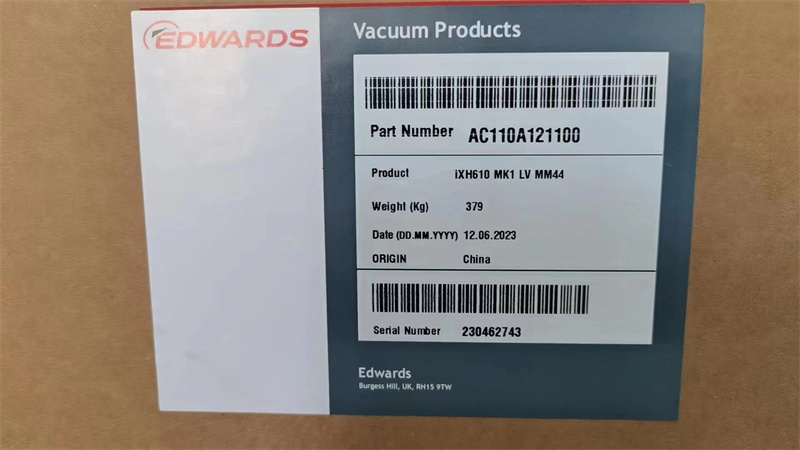 EDWARDS
Vacuum Products
Part Number AC110A121100
Product iXH610 MK1 LV MM44
Weight (Kg) 379
Date (DD.MM.YYYY) 12.06.2023
ORIGIN China
Serial Number 230462743
Edwards
Burgess Hill, UK, RH15 9TW